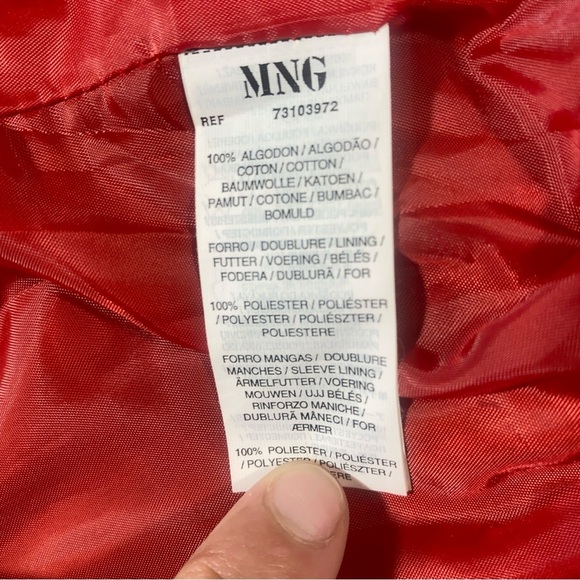 MNG
REF 73103972
100% ALGODON / ALGODÃO /
COTON / COTTON /
BAUMWOLLE / KATOEN /
PAMUT / COTONE / BUMBAC /
BOMULD
FORRO / DOUBLURE / LINING /
FUTTER / VOERING / BÉLÉS /
FODERA / DUBLURĂ / FOR
100% POLIESTER / POLIÉSTER
/ POLYESTER / POLIÉSZTER /
POLIESTERE
FORRO MANGAS / DOUBLURE
MANCHES / SLEEVE LINING /
ÄRMELFUTTER / VOERING
MOUWEN / UJJ BÉLÉS /
RINFORZO MANICHE /
DUBLURĂ MÂNECI / FOR
ÆRMER
100% POLIESTER / POLIÉSTER
/ POLYESTER / POLIÉSZTER /